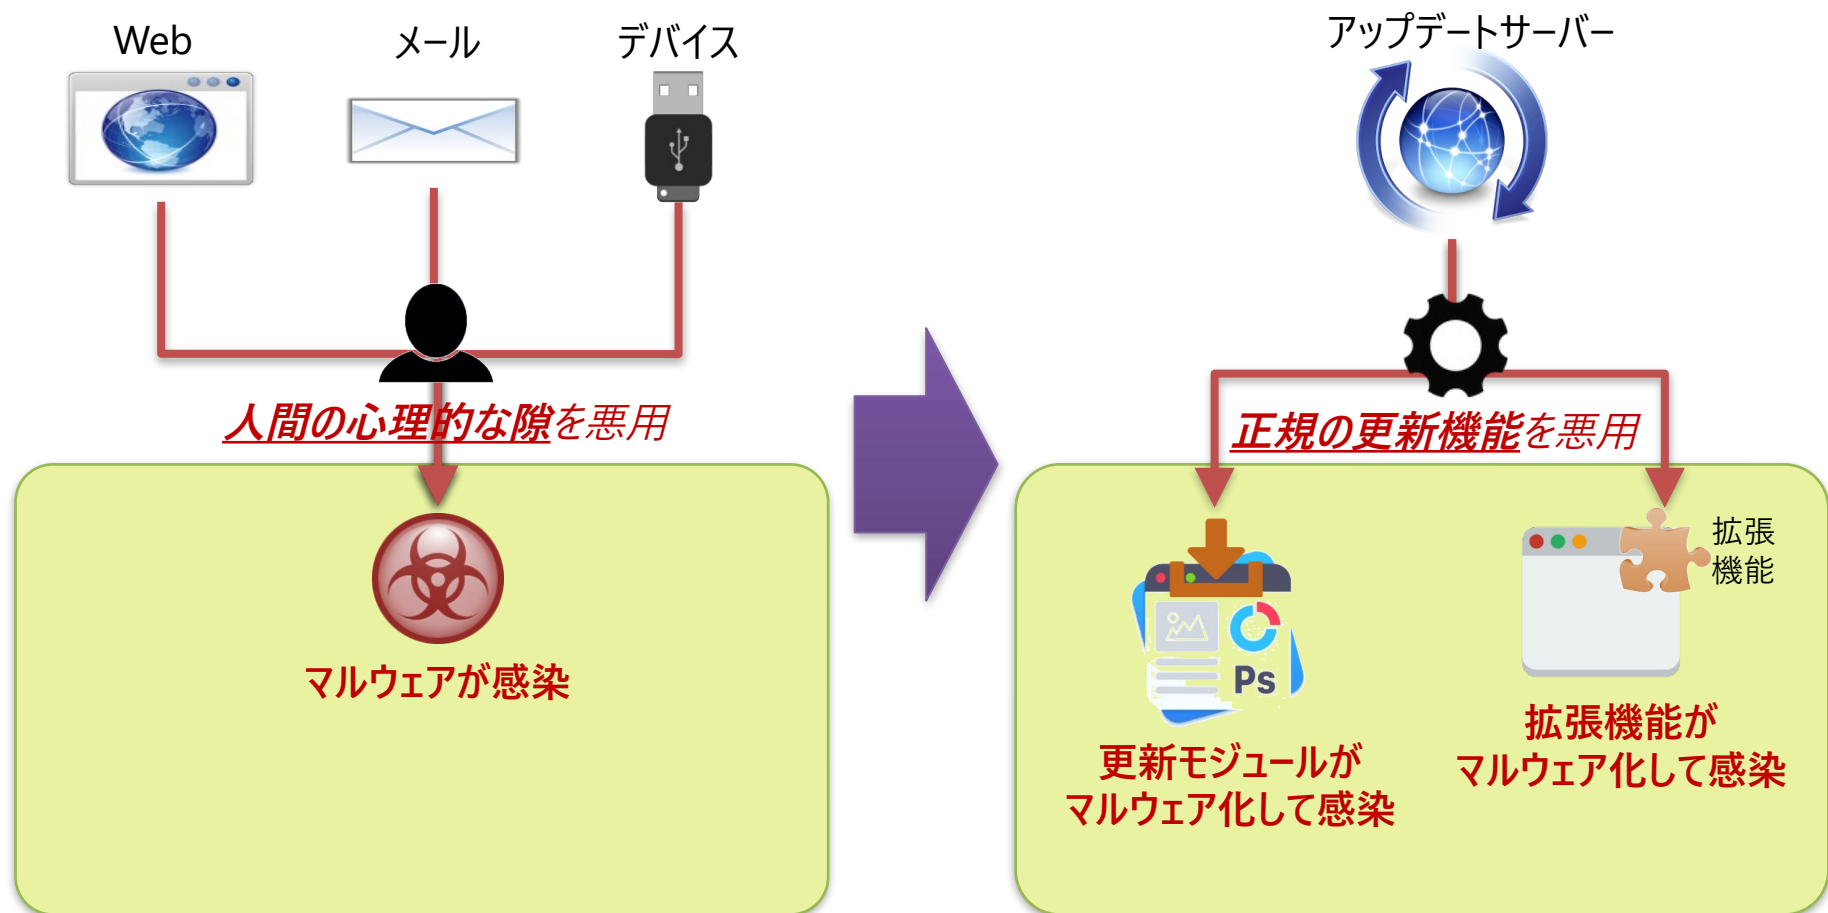 Web
メール
デバイス
人間の心理的な隙を悪用
マルウェアが感染
アップデートサーバー
正規の更新機能を悪用
Ps
更新モジュールが
マルウェア化して感染
拡張
機能
拡張機能が
マルウェア化して感染